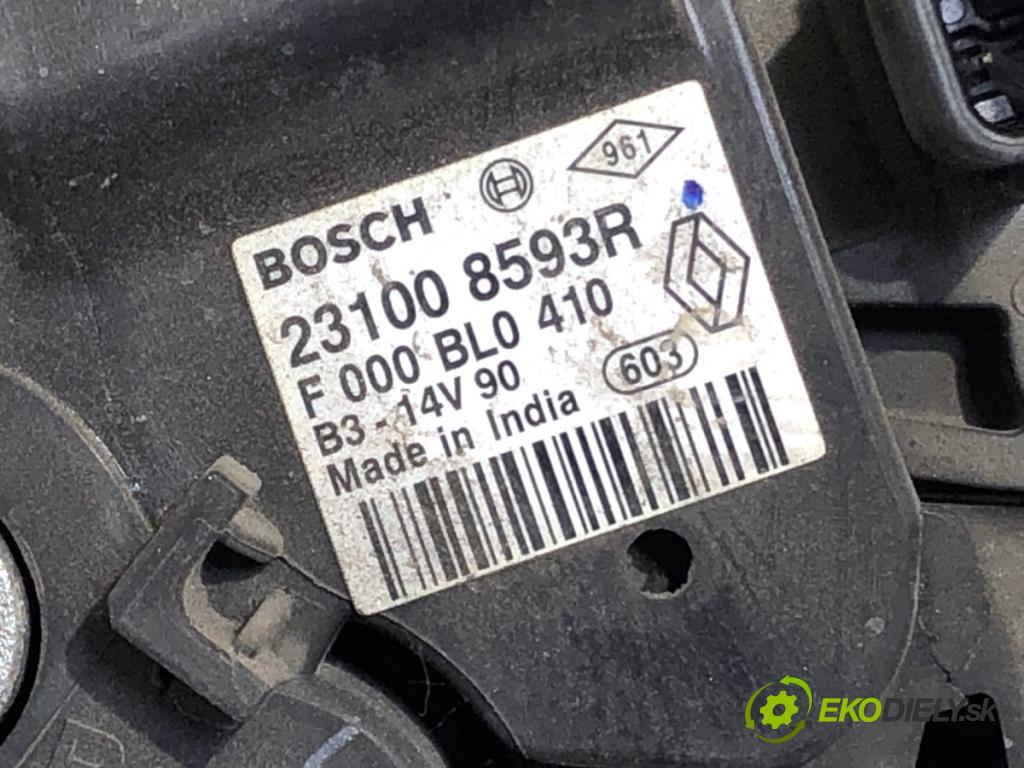 961
BOSCH
23100 8593R
F 000 BL0 410
B3 - 14V 90
603
Made in India
EKODIELY.sk